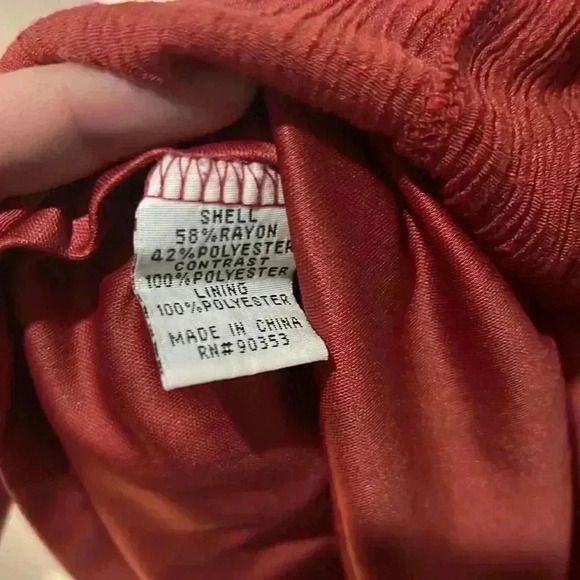 SHELL
58%RAYON
42%POLYESTER
CONTRAST
100%POLYESTER
LINING
100%POLYESTER
MADE IN CHINA
RN#90353